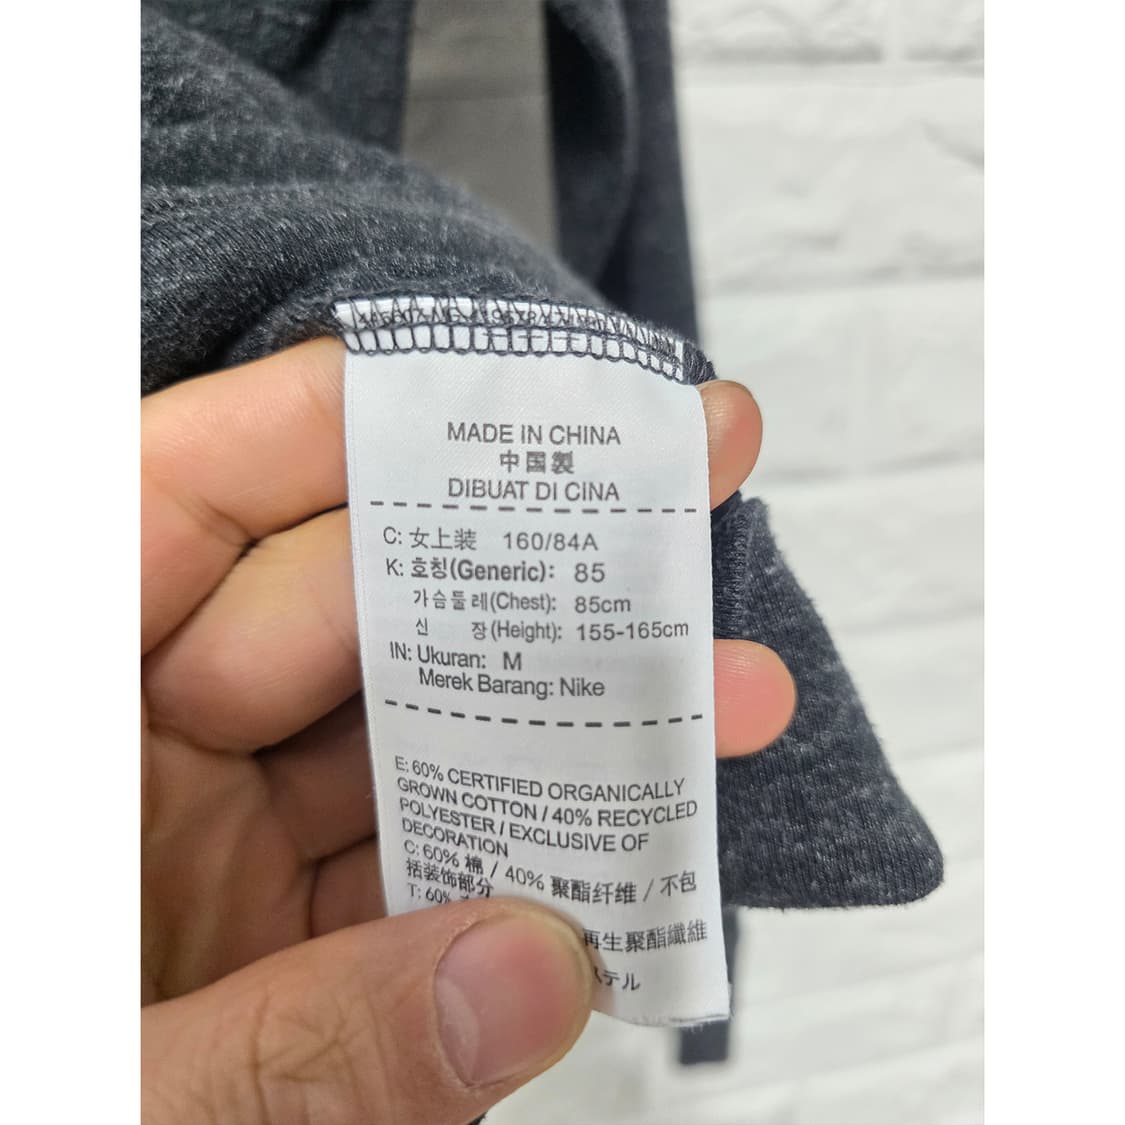 MADE IN CHINA
中国製
DIBUAT DI CINA
C: 女上装 160/84A
K: 호칭(Generic): 85
가슴둘레(Chest): 85cm
신 장(Height): 155-165cm
IN: Ukuran: M
Merek Barang: Nike
E: 60% CERTIFIED ORGANICALLY
GROWN COTTON / 40% RECYCLED
POLYESTER / EXCLUSIVE OF
DECORATION
C: 60% 棉 / 40% 聚酯纤维 / 不包
括装饰部分
T: 60%
再生聚酯纖維
ステル